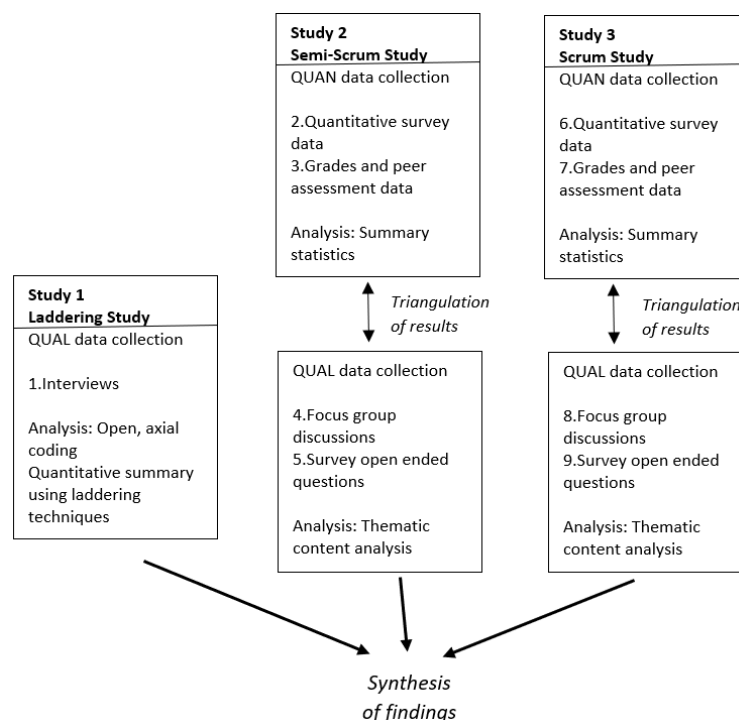 Study 2
Semi-Scrum Study
QUAN data collection
2.Quantitative survey
data
3.Grades and peer
assessment data
Analysis: Summary
statistics
Study 3
Scrum Study
QUAN data collection
6.Quantitative survey
data
7.Grades and peer
assessment data
Analysis: Summary
statistics
Triangulation
of results
Triangulation
of results
Study 1
Laddering Study
QUAL data collection
1.Interviews
Analysis: Open, axial
coding
Quantitative summary
using laddering
techniques
QUAL data collection
4.Focus group
discussions
5.Survey open ended
questions
Analysis: Thematic
content analysis
QUAL data collection
8.Focus group
discussions
9.Survey open ended
questions
Analysis: Thematic
content analysis
Synthesis
of findings